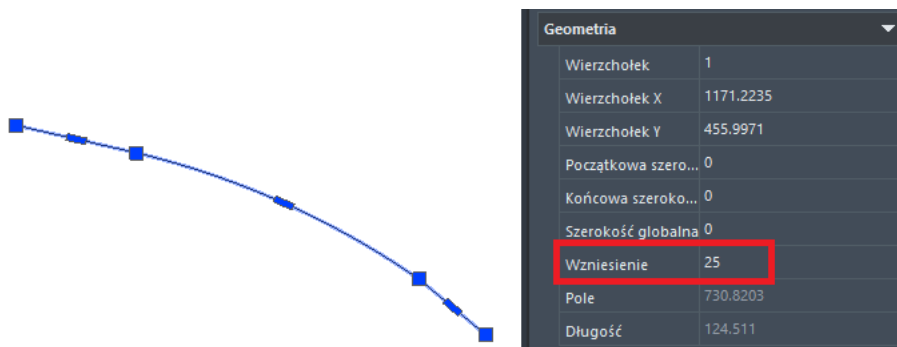 Geometria
Wierzchołek 1
Wierzchołek X 1171.2235
Wierzchołek Y 455.9971
Początkowa szero... 0
Końcowa szeroko... 0
Szerokość globalna 0
Wzniesienie 25
Pole 730.8203
Długość 124.511